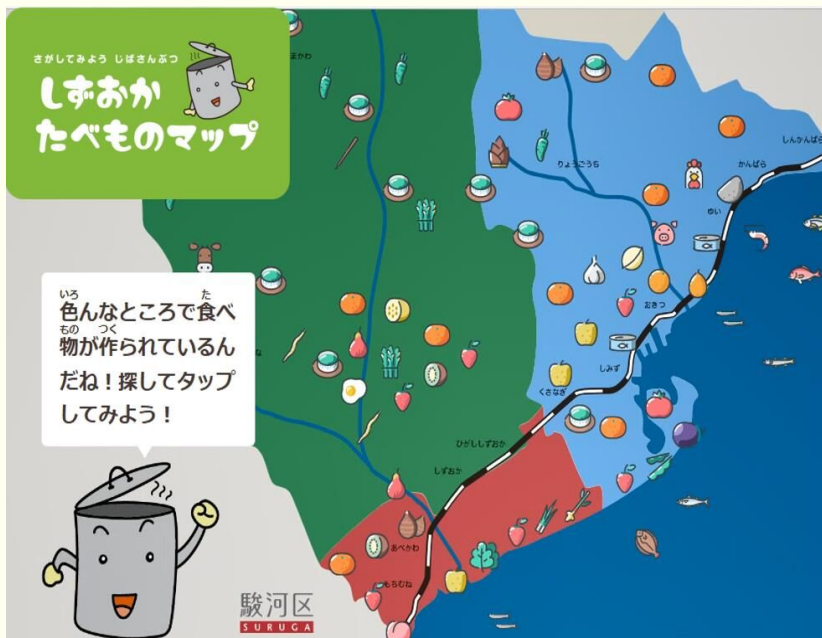 さがしてみよう じばさんぶつ
しずおか
たべものマップ
まかわ
しんかんばら
かんばら
りょうごうち
ゆい
おきつ
しみず
くさなぎ
ひがししずおか
しずおか
あべかわ
もちむね
いろ
た
色んなところで食べ
もの
つく
物が作られているん
だね！探してタップ
してみよう！
駿河区
SURUGA